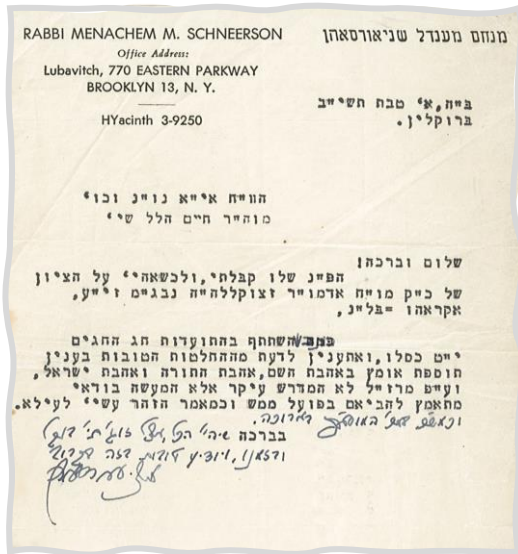 RABBI MENACHEM M. SCHNEERSON
Office Address:
Lubavitch, 770 EASTERN PARKWAY
BROOKLYN 13, N. Y.
HYacinth 3-9250
מנחם מענדל שניאורסאהן
ב"ה, א' טבת תשי"ב
ברוקלין.
הוו"ח אי"א נו"נ וכו'
מוה"ר חיים הלל שי'
שלום וברכה!
הפ"נ שלו קבלתי, ולכשאהי' על הציון
של כ"ק מו"ח אדמו"ר זצוקללה"ה נבג"מ זי"ע,
אקראהו =בל"נ,
השתתף בהתועדות חג החגים
י"ט כסלו, ואתענין לדעת מההחלטות הטובות בענין
תוספת אומץ באהבת השם, אהבת התורה ואהבת ישראל,
וע"פ מרז"ל לא המדרש עיקר אלא המעשה בודאי
מתאמץ להביאם בפועל ממש וכמאמר הזהר עשי' לעילא.
בברכה